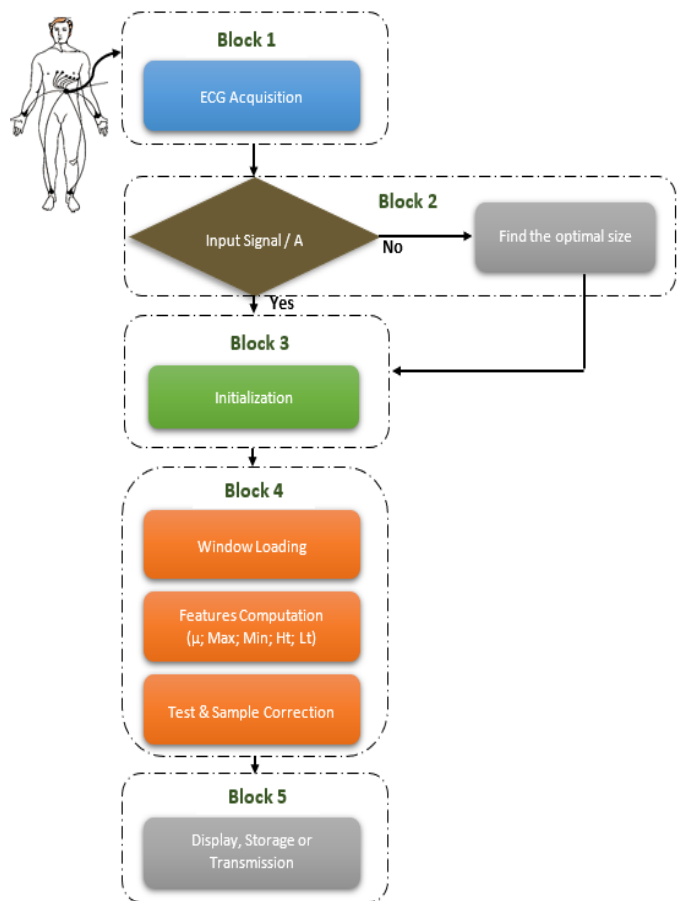 Block 1
ECG Acquisition
Block 2
Input Signal / A
No
Find the optimal size
Yes
Block 3
Initialization
Block 4
Window Loading
Features Computation
(μ; Max; Min; Ht; Lt)
Test & Sample Correction
Block 5
Display, Storage or
Transmission